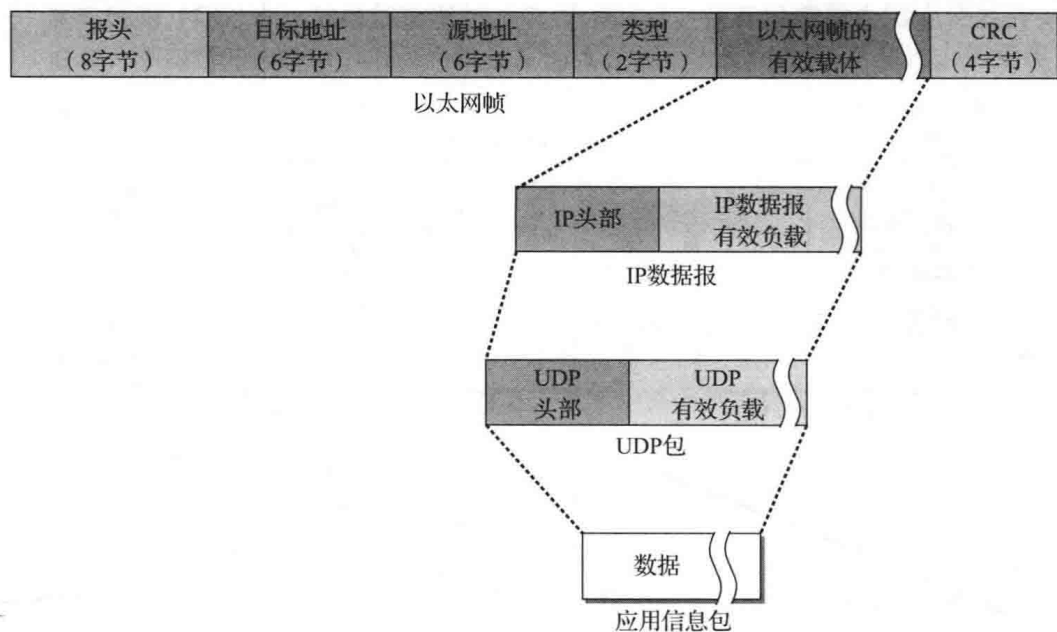 报头
（8字节）
目标地址
（6字节）
源地址
（6字节）
类型
（2字节）
以太网帧的
有效载体
CRC
（4字节）
以太网帧
IP头部
IP数据报
有效负载
IP数据报
UDP
头部
UDP
有效负载
UDP包
数据
应用信息包